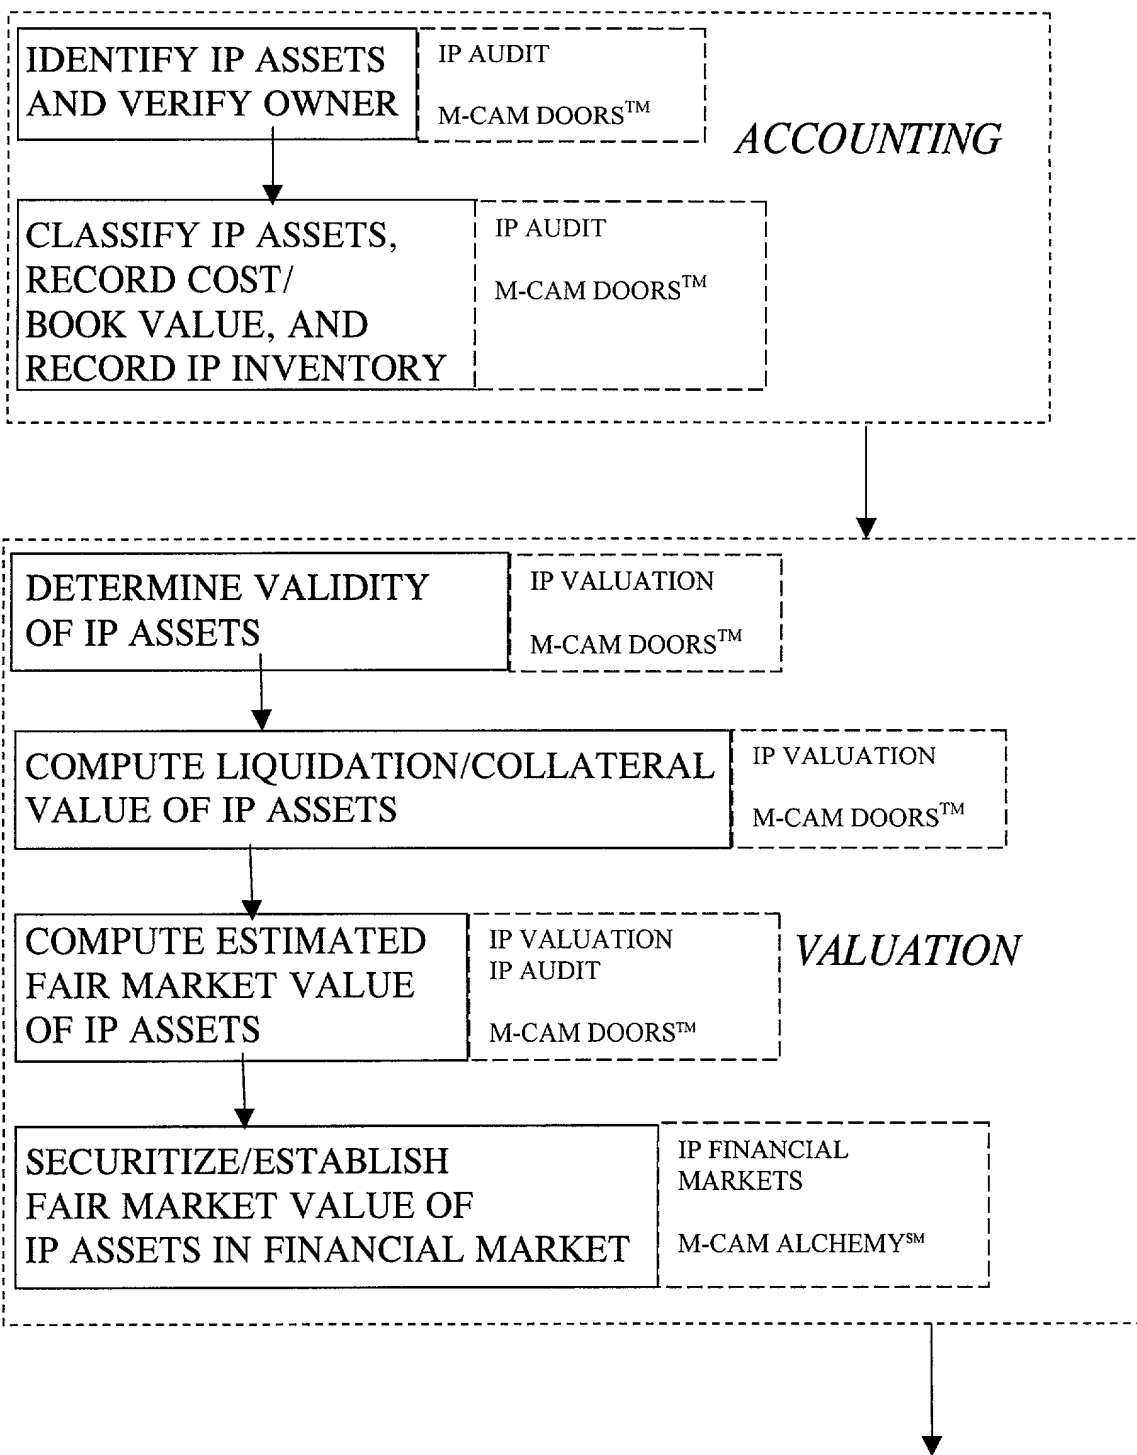 IDENTIFY IP ASSETS
AND VERIFY OWNER
IP AUDIT
M-CAM DOORS™
ACCOUNTING
CLASSIFY IP ASSETS,
RECORD COST/
BOOK VALUE, AND
RECORD IP INVENTORY
IP AUDIT
M-CAM DOORS™
DETERMINE VALIDITY
OF IP ASSETS
IP VALUATION
M-CAM DOORS™
COMPUTE LIQUIDATION/COLLATERAL
VALUE OF IP ASSETS
IP VALUATION
M-CAM DOORS™
COMPUTE ESTIMATED
FAIR MARKET VALUE
OF IP ASSETS
IP VALUATION
IP AUDIT
M-CAM DOORS™
VALUATION
SECURITIZE/ESTABLISH
FAIR MARKET VALUE OF
IP ASSETS IN FINANCIAL MARKET
IP FINANCIAL
MARKETS
M-CAM ALCHEMY℠